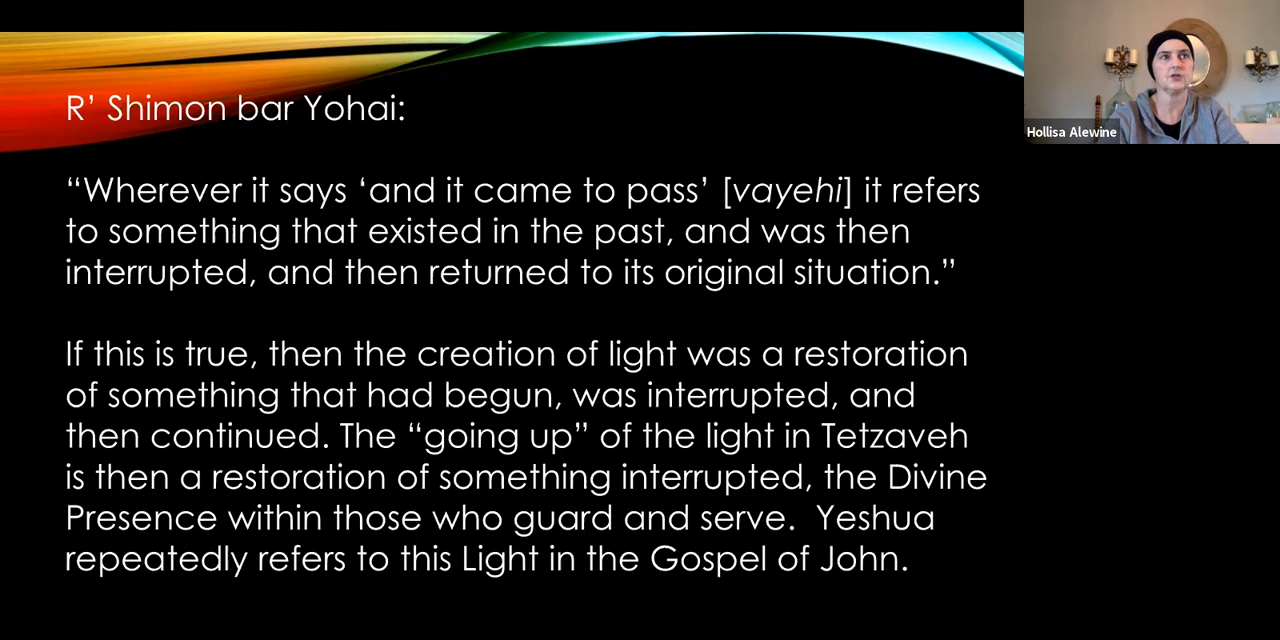 R’ Shimon bar Yohai:
“Wherever it says ‘and it came to pass’ [vayehi] it refers
to something that existed in the past, and was then
interrupted, and then returned to its original situation.”
If this is true, then the creation of light was a restoration
of something that had begun, was interrupted, and
then continued. The “going up” of the light in Tetzaveh
is then a restoration of something interrupted, the Divine
Presence within those who guard and serve.  Yeshua
repeatedly refers to this Light in the Gospel of John.
Hollisa Alewine